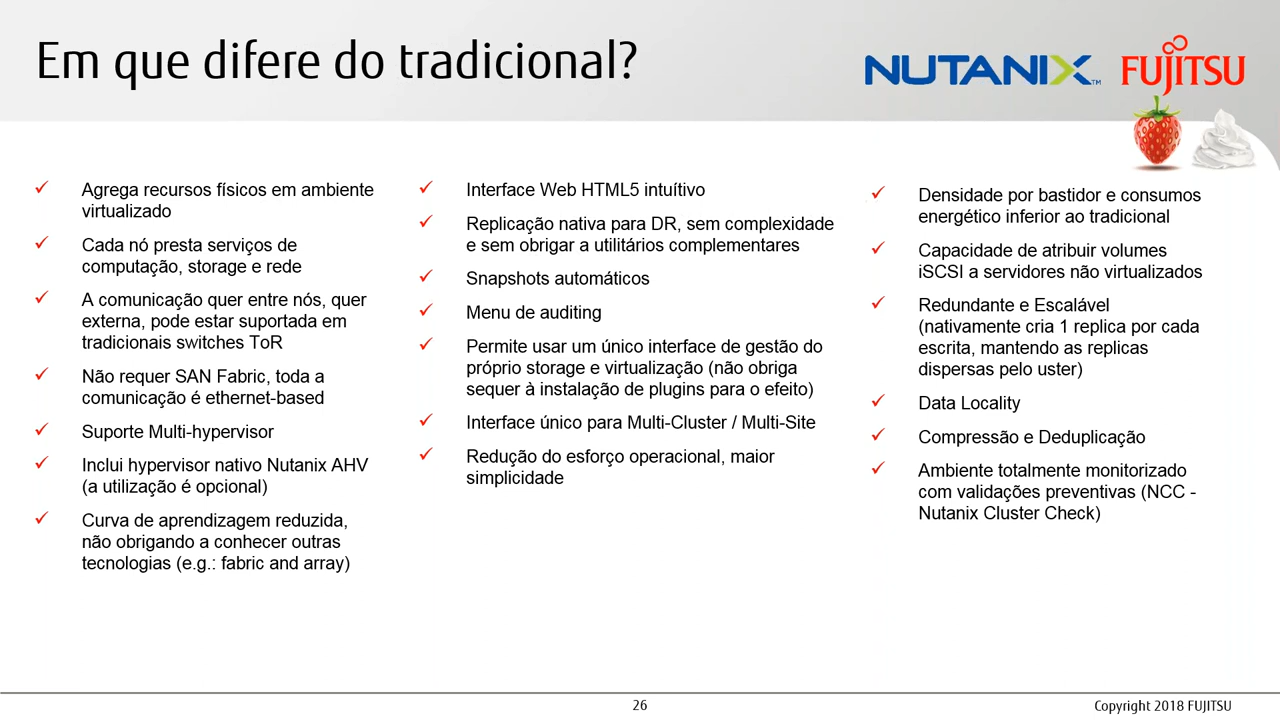 Em que difere do tradicional?
NUTANIX™
FUJITSU
Agrega recursos físicos em ambiente
virtualizado
Cada nó presta serviços de
computação, storage e rede
A comunicação quer entre nós, quer
externa, pode estar suportada em
tradicionais switches ToR
Não requer SAN Fabric, toda a
comunicação é ethernet-based
Suporte Multi-hypervisor
Inclui hypervisor nativo Nutanix AHV
(a utilização é opcional)
Curva de aprendizagem reduzida,
não obrigando a conhecer outras
tecnologias (e.g.: fabric and array)
Interface Web HTML5 intuítivo
Replicação nativa para DR, sem complexidade
e sem obrigar a utilitários complementares
Snapshots automáticos
Menu de auditing
Permite usar um único interface de gestão do
próprio storage e virtualização (não obriga
sequer à instalação de plugins para o efeito)
Interface único para Multi-Cluster / Multi-Site
Redução do esforço operacional, maior
simplicidade
Densidade por bastidor e consumos
energético inferior ao tradicional
Capacidade de atribuir volumes
iSCSI a servidores não virtualizados
Redundante e Escalável
(nativamente cria 1 replica por cada
escrita, mantendo as replicas
dispersas pelo uster)
Data Locality
Compressão e Deduplicação
Ambiente totalmente monitorizado
com validações preventivas (NCC -
Nutanix Cluster Check)
26
Copyright 2018 FUJITSU